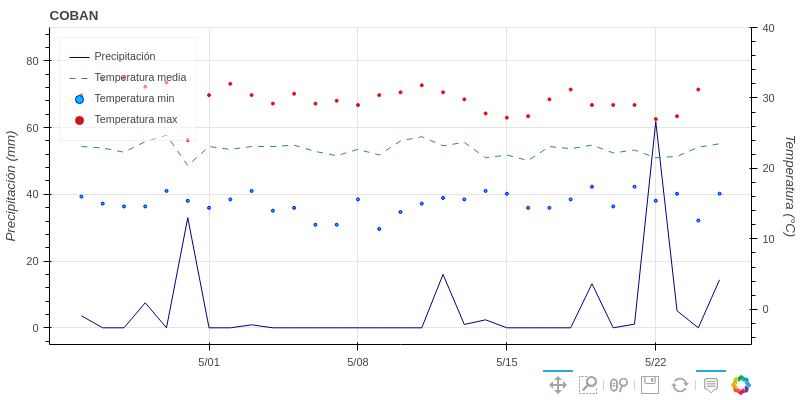 COBAN
Precipitación
Temperatura media
Temperatura min
Temperatura max
Precipitación (mm)
80
60
40
20
0
Temperatura (°C)
40
30
20
10
0
5/01
5/08
5/15
5/22